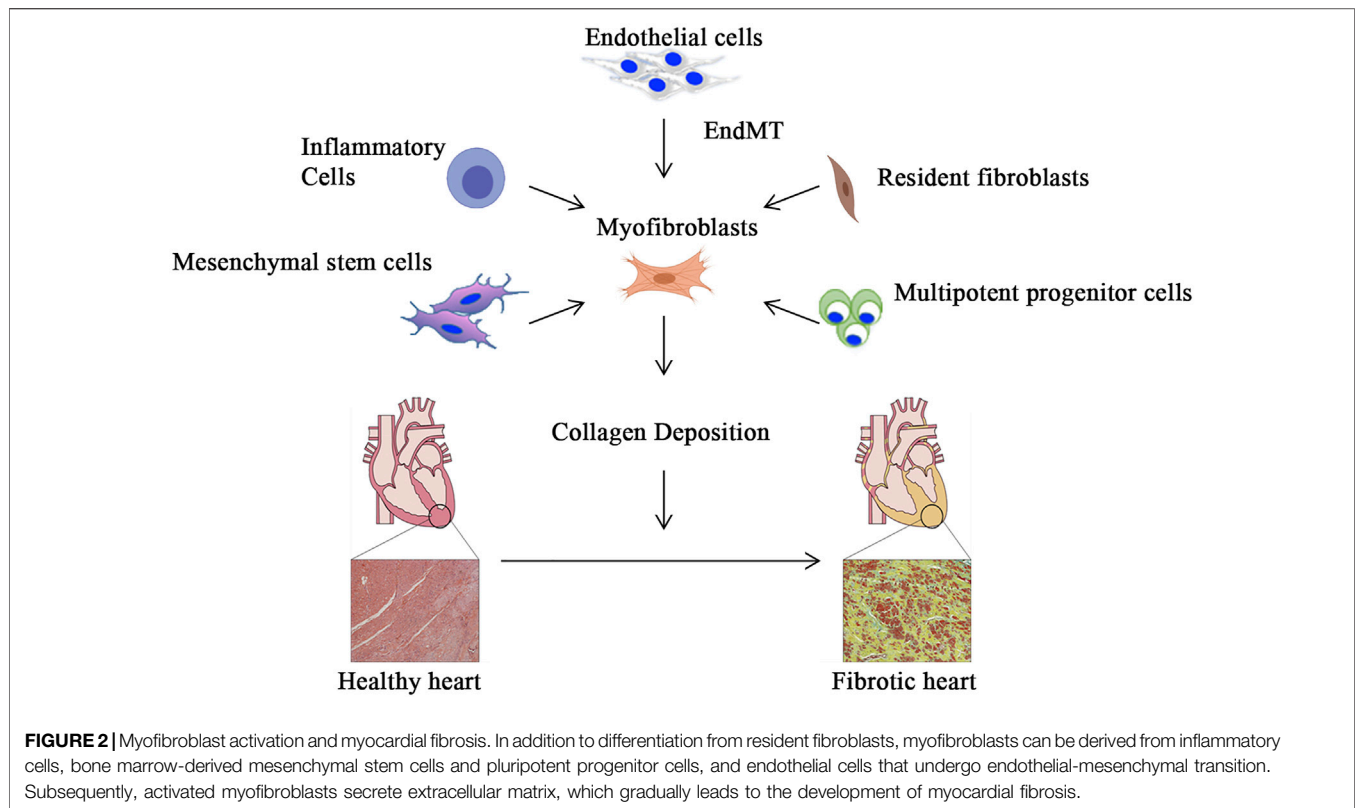 Endothelial cells
EndMT
Inflammatory
Cells
Resident fibroblasts
Myofibroblasts
Mesenchymal stem cells
Multipotent progenitor cells
Collagen Deposition
Healthy heart
Fibrotic heart
FIGURE 2 | Myofibroblast activation and myocardial fibrosis. In addition to differentiation from resident fibroblasts, myofibroblasts can be derived from inflammatory
cells, bone marrow-derived mesenchymal stem cells and pluripotent progenitor cells, and endothelial cells that undergo endothelial-mesenchymal transition.
Subsequently, activated myofibroblasts secrete extracellular matrix, which gradually leads to the development of myocardial fibrosis.